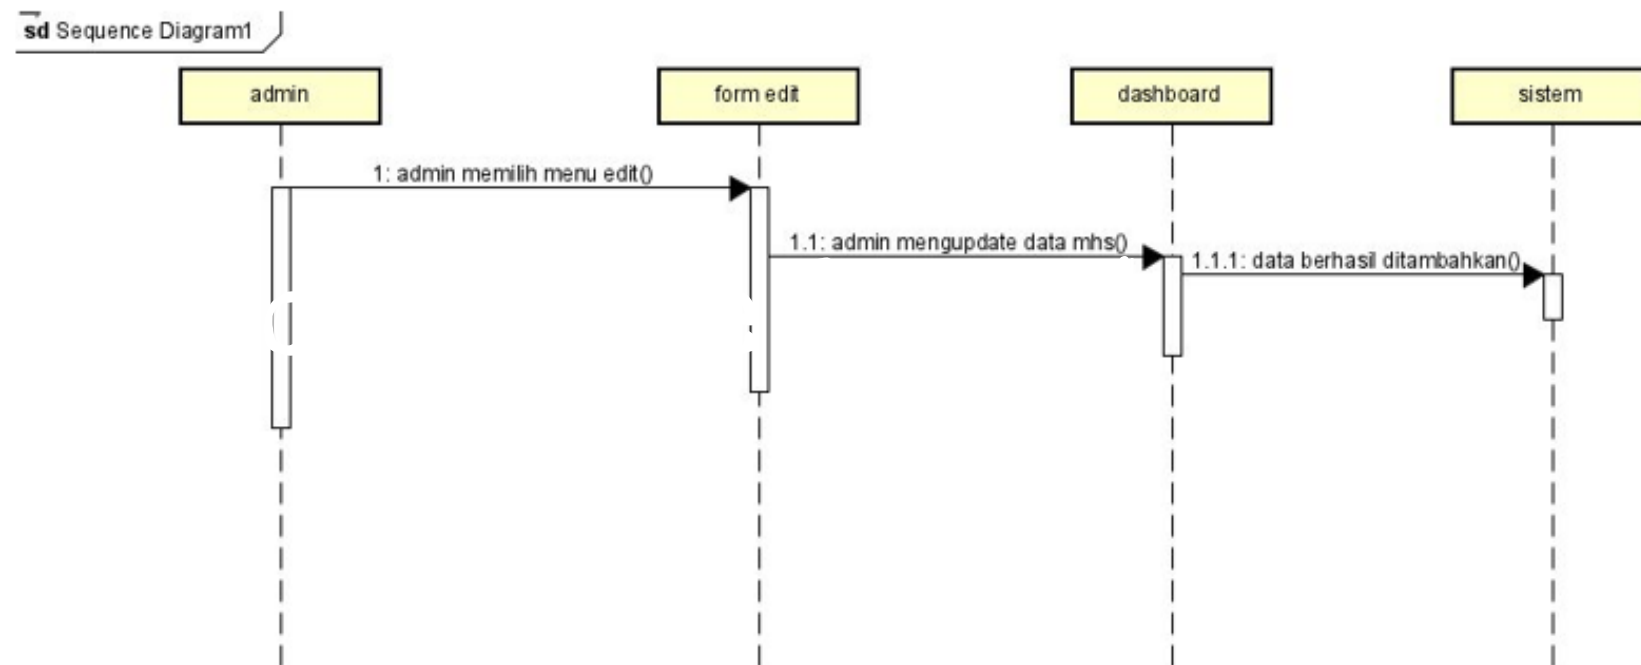 sd Sequence Diagram1
admin
form edit
dashboard
sistem
1: admin memilih menu edit()
1.1: admin mengupdate data mhs()
1.1.1: data berhasil ditambahkan()